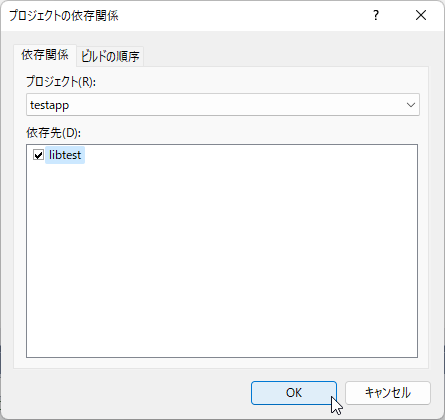 プロジェクトの依存関係
?
依存関係
ビルドの順序
プロジェクト(R):
testapp
依存先(D):
libtest
OK
キャンセル